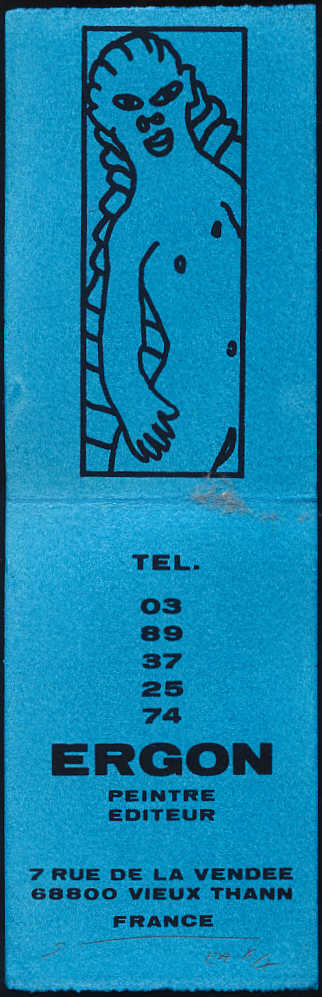 TEL.
03
89
37
25
74
ERGON
PEINTRE
EDITEUR
7 RUE DE LA VENDEE
68800 VIEUX THANN
FRANCE